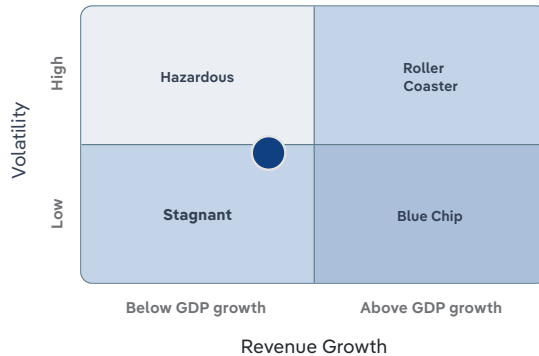 Volatility
High
Low
Hazardous
Roller
Coaster
Stagnant
Blue Chip
Below GDP growth
Above GDP growth
Revenue Growth